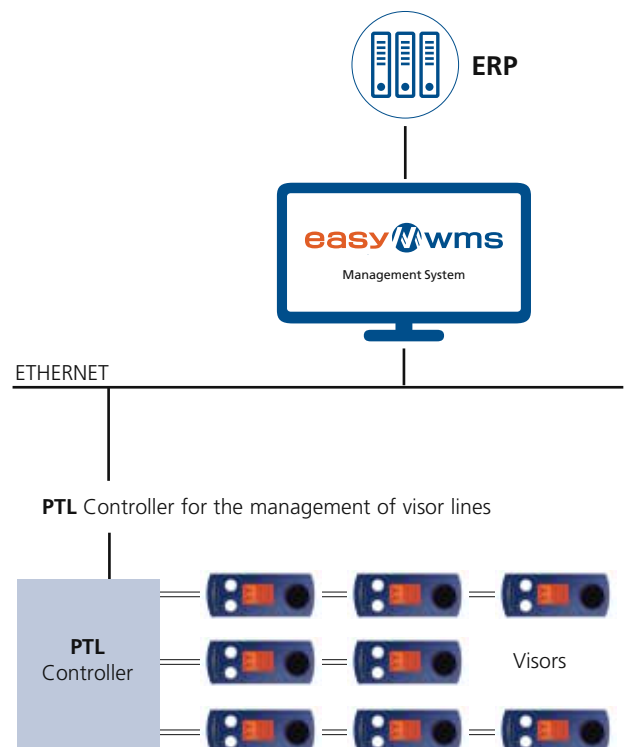 ERP
easy wms
Management System
ETHERNET
PTL Controller for the management of visor lines
PTL
Controller
Visors